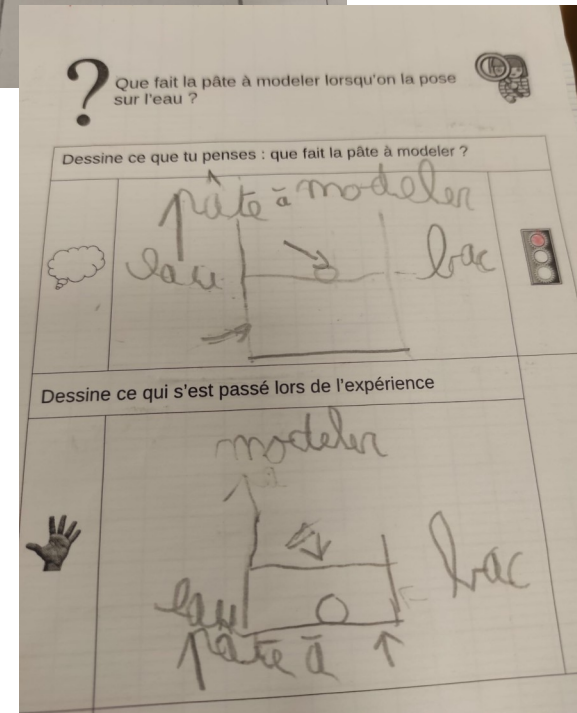 Que fait la pâte à modeler lorsqu'on la pose
sur l'eau ?
Dessine ce que tu penses : que fait la pâte à modeler ?
pâte à modeler
eau
bac
Dessine ce qui s'est passé lors de l'expérience
modeler
bac
eau
pâte à